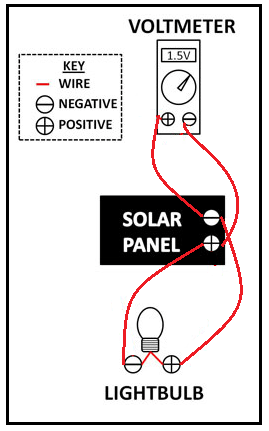 VOLTMETER
1.5V
KEY
WIRE
NEGATIVE
POSITIVE
SOLAR
PANEL
LIGHTBULB